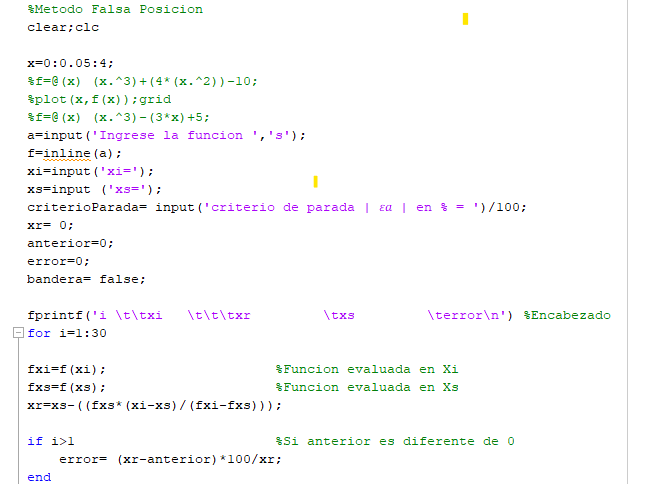 %Metodo Falsa Posicion
clear;clc
x=0:0.05:4;
%f=@(x) (x.^3)+(4*(x.^2))-10;
%plot(x,f(x));grid
%f=@(x) (x.^3)-(3*x)+5;
a=input('Ingrese la funcion ','s');
f=inline(a);
xi=input('xi=');
xs=input ('xs=');
criterioParada= input('criterio de parada | εa | en % = ')/100;
xr= 0;
anterior=0;
error=0;
bandera= false;
fprintf('i \t\txi   \t\t\txr         \txs         \terror\n') %Encabezado
for i=1:30
fxi=f(xi);                     %Funcion evaluada en Xi
fxs=f(xs);                     %Funcion evaluada en Xs
xr=xs-((fxs*(xi-xs)/(fxi-fxs)));
if i>1                         %Si anterior es diferente de 0
    error= (xr-anterior)*100/xr;
end